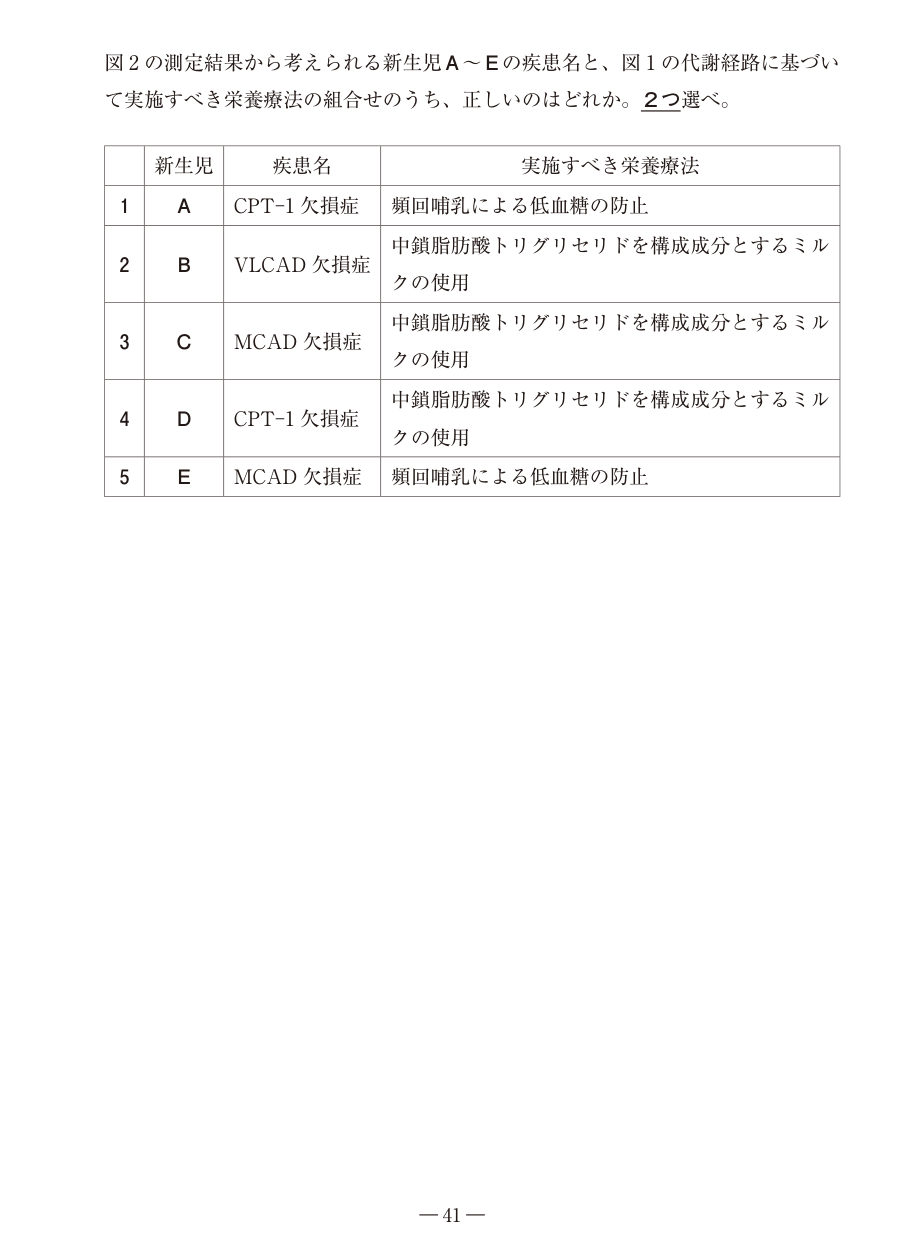 図2の測定結果から考えられる新生児A~Eの疾患名と、図1の代謝経路に基づい
て実施すべき栄養療法の組合せのうち、正しいのはどれか。2つ選べ。
新生児 疾患名 実施すべき栄養療法
1 A CPT-1欠損症 頻回哺乳による低血糖の防止
2 B VLCAD欠損症 中鎖脂肪酸トリグリセリドを構成成分とするミル
クの使用
3 C MCAD欠損症 中鎖脂肪酸トリグリセリドを構成成分とするミル
クの使用
4 D CPT-1欠損症 中鎖脂肪酸トリグリセリドを構成成分とするミル
クの使用
5 E MCAD欠損症 頻回哺乳による低血糖の防止
— 41 —